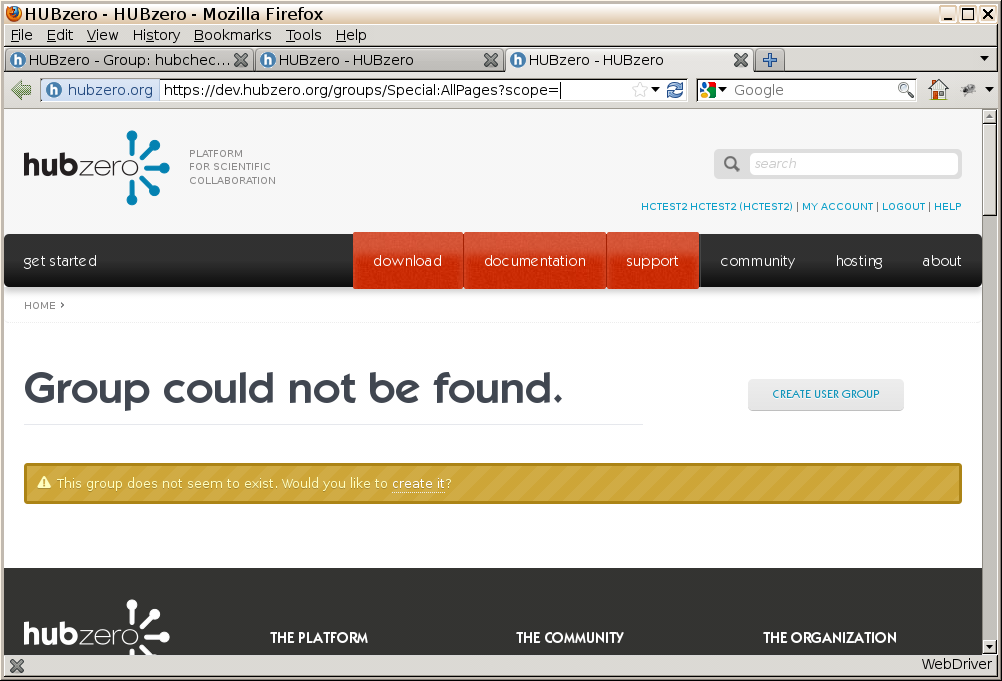 HUBzero - HUBzero - Mozilla Firefox
File Edit View History Bookmarks Tools Help
HUBzero - Group: hubchec... HUBzero - HUBzero HUBzero - HUBzero
hubzero.org https://dev.hubzero.org/groups/Special:AllPages?scope= Google
hubzero
PLATFORM
FOR SCIENTIFIC
COLLABORATION
search
HCTEST2 HCTEST2 (HCTEST2) | MY ACCOUNT | LOGOUT | HELP
get started download documentation support community hosting about
HOME ›
Group could not be found.
CREATE USER GROUP
This group does not seem to exist. Would you like to create it?
hubzero THE PLATFORM THE COMMUNITY THE ORGANIZATION
WebDriver